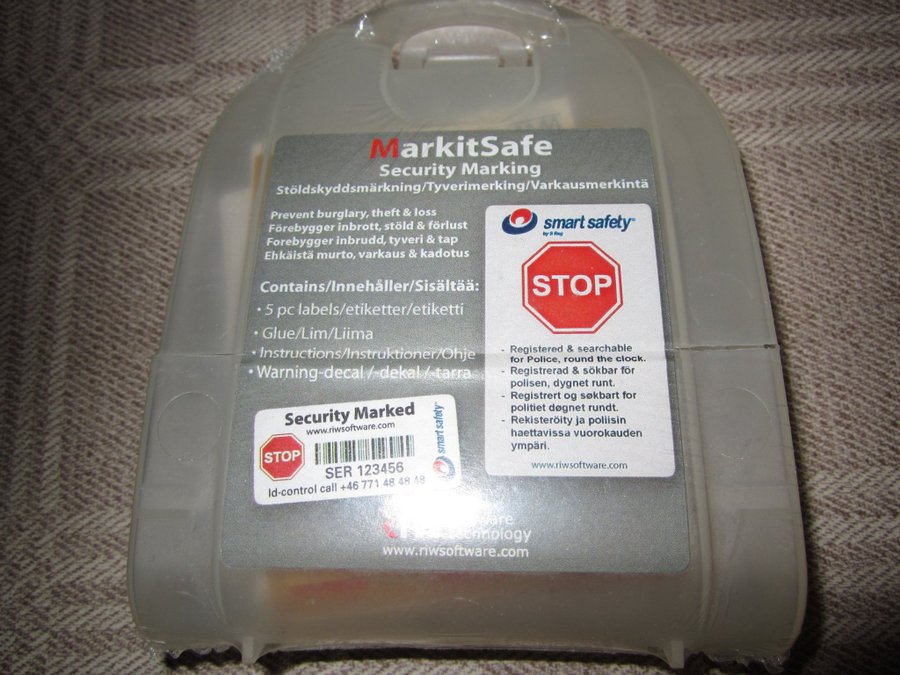 MarkitSafe
Security Marking
Stöldskyddsmärkning/Tyverimerking/Varkausmerkintä
Prevent burglary, theft & loss
Förebygger inbrott, stöld & förlust
Forebygger inbrudd, tyveri & tap
Ehkäistä murto, varkaus & kadotus
Contains/Innehåller/Sisältää:
• 5 pc labels/etiketter/etiketti
• Glue/Lim/Liima
• Instructions/Instruktioner/Ohje
• Warning-decal /-dekal /-tarra
smart safety
by S Reg
STOP
- Registered & searchable
for Police, round the clock.
- Registrerad & sökbar för
polisen, dygnet runt.
- Registrert og søkbart for
politiet døgnet rundt.
- Rekisteröity ja poliisin
haettavissa vuorokauden
ympäri.
www.riwsoftware.com
Security Marked
www.riwsoftware.com
STOP
SER 123456
Id-control call +46 771 48 48 48
smart safety
www.riwsoftware.com